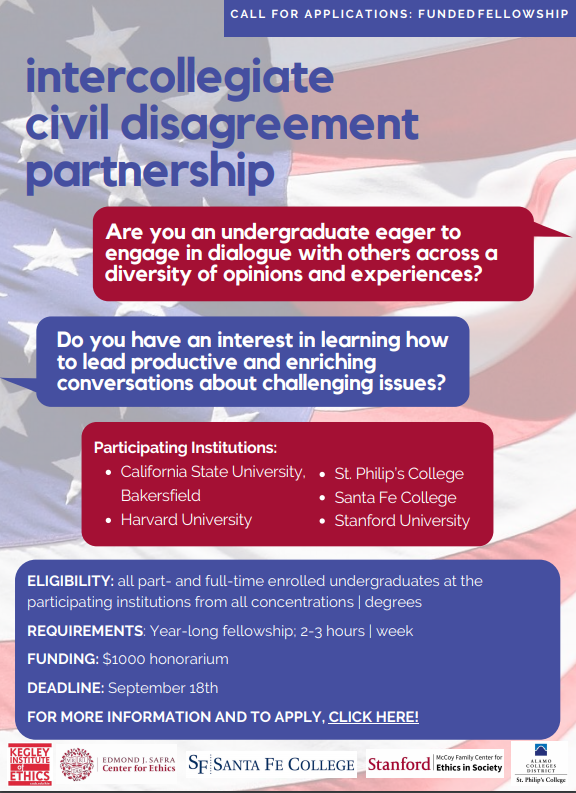 CALL FOR APPLICATIONS: FUNDED FELLOWSHIP
intercollegiate
civil disagreement
partnership
Are you an undergraduate eager to
engage in dialogue with others across a
diversity of opinions and experiences?
Do you have an interest in learning how
to lead productive and enriching
conversations about challenging issues?
Participating Institutions:
• California State University,
Bakersfield
• Harvard University
• St. Philip's College
• Santa Fe College
• Stanford University
ELIGIBILITY: all part- and full-time enrolled undergraduates at the
participating institutions from all concentrations | degrees
REQUIREMENTS: Year-long fellowship; 2-3 hours | week
FUNDING: $1000 honorarium
DEADLINE: September 18th
FOR MORE INFORMATION AND TO APPLY, CLICK HERE!
KEGLEY
INSTITUTE
of
ETHICS
EDMOND J. SAFRA
Center for Ethics
SF SANTA FE COLLEGE
Stanford
McCoy Family Center for
Ethics in Society
ALAMO
COLLEGES
DISTRICT
St. Philip's College